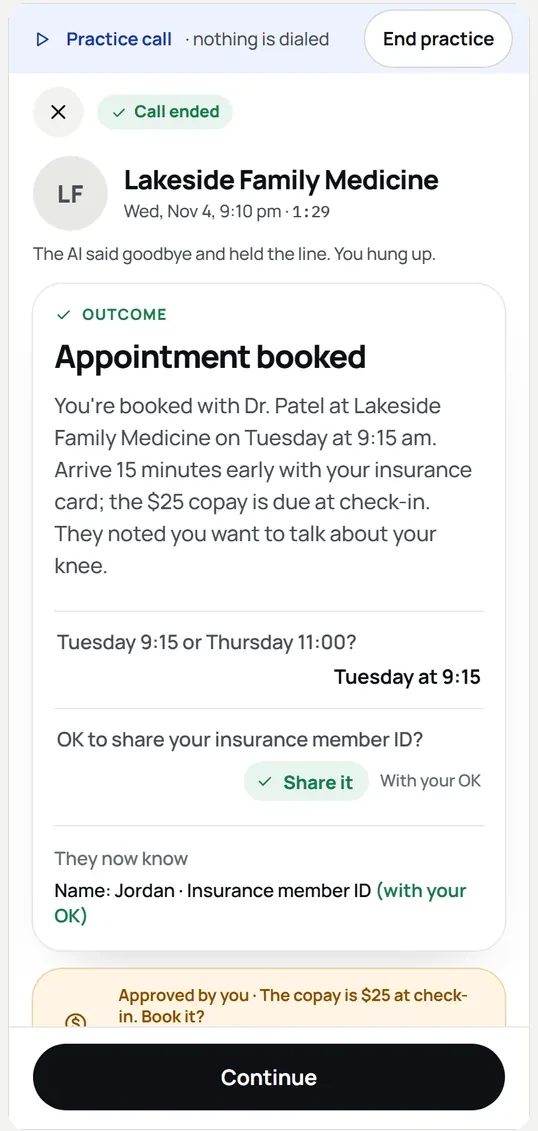 Practice call · nothing is dialed
End practice
Call ended
LF
Lakeside Family Medicine
Wed, Nov 4, 9:10 pm · 1:29
The AI said goodbye and held the line. You hung up.
OUTCOME
Appointment booked
You're booked with Dr. Patel at Lakeside
Family Medicine on Tuesday at 9:15 am.
Arrive 15 minutes early with your insurance
card; the $25 copay is due at check-in.
They noted you want to talk about your
knee.
Tuesday 9:15 or Thursday 11:00?
Tuesday at 9:15
OK to share your insurance member ID?
Share it
With your OK
They now know
Name: Jordan · Insurance member ID (with your
OK)
Approved by you · The copay is $25 at check-
in. Book it?
Continue